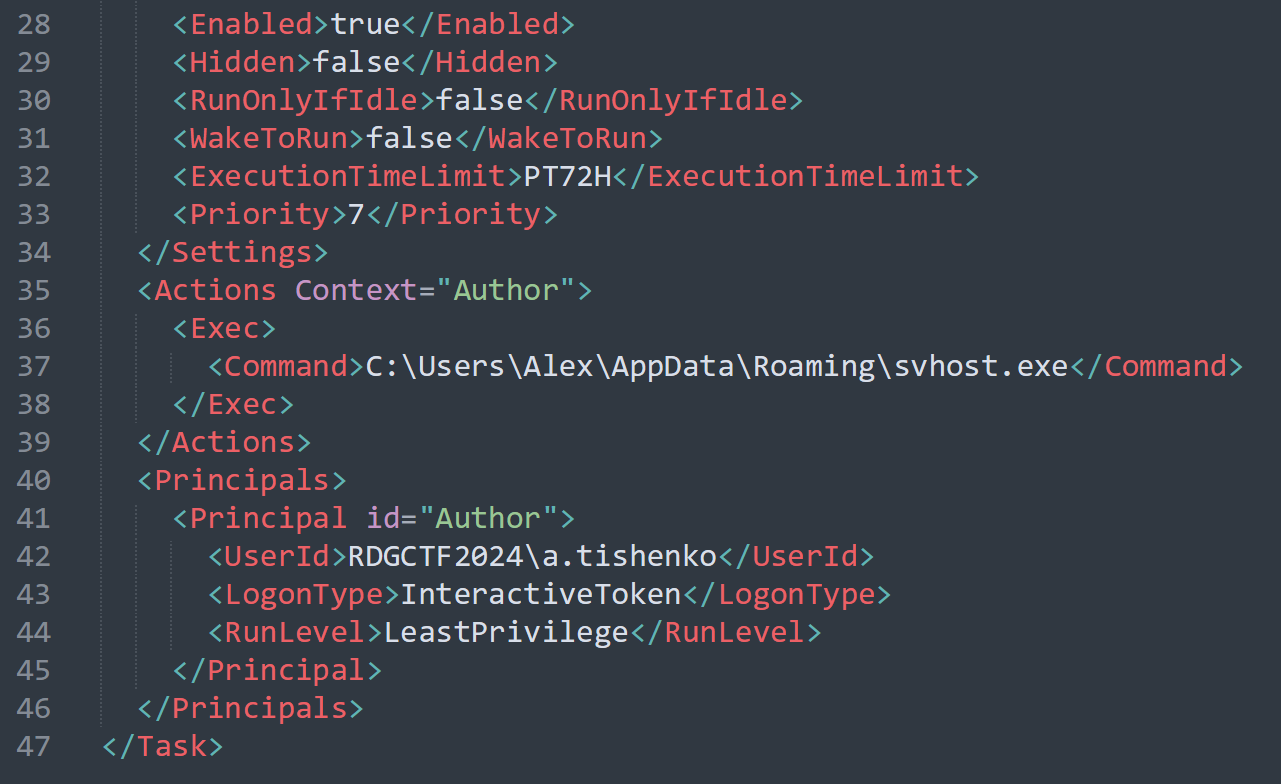 28 <Enabled>true</Enabled>
29 <Hidden>false</Hidden>
30 <RunOnlyIfIdle>false</RunOnlyIfIdle>
31 <WakeToRun>false</WakeToRun>
32 <ExecutionTimeLimit>PT72H</ExecutionTimeLimit>
33 <Priority>7</Priority>
34 </Settings>
35 <Actions Context="Author">
36 <Exec>
37 <Command>C:\Users\Alex\AppData\Roaming\svhost.exe</Command>
38 </Exec>
39 </Actions>
40 <Principals>
41 <Principal id="Author">
42 <UserId>RDGCTF2024\a.tishenko</UserId>
43 <LogonType>InteractiveToken</LogonType>
44 <RunLevel>LeastPrivilege</RunLevel>
45 </Principal>
46 </Principals>
47 </Task>